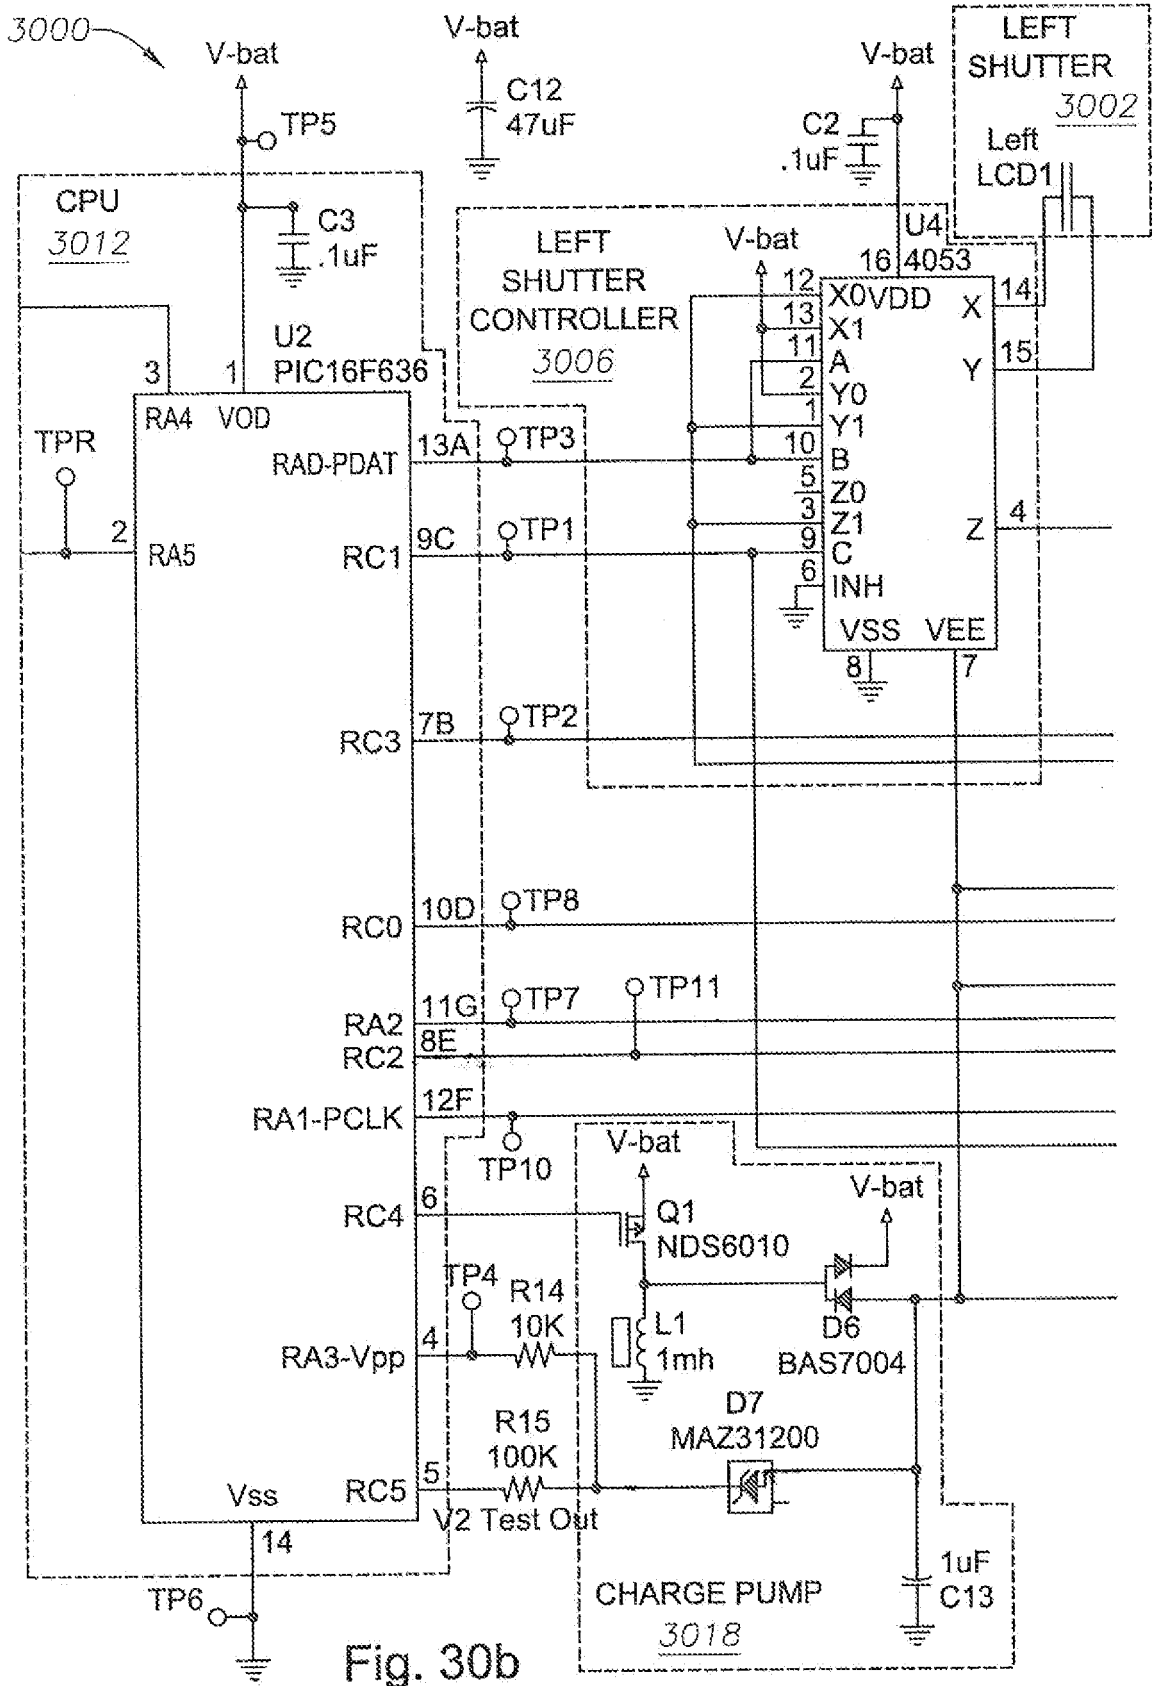 3000
V-bat
TP5
V-bat
C12
47uF
V-bat
C2
.1uF
LEFT
SHUTTER
3002
Left
LCD1
CPU
3012
C3
.1uF
U2
PIC16F636
3
1
RA4
VOD
TPR
2
RA5
RAD-PDAT
13A
TP3
RC1
9C
TP1
RC3
7B
TP2
RC0
10D
TP8
RA2
11G
TP7
RC2
8E
TP11
RA1-PCLK
12F
TP10
RC4
6
TP4
RA3-Vpp
4
R14
10K
RC5
5
R15
100K
V2 Test Out
Vss
14
TP6
LEFT
SHUTTER
CONTROLLER
3006
V-bat
U4
4053
16
VDD
12
X0
13
X1
11
A
2
Y0
1
Y1
10
B
5
Z0
3
Z1
9
C
6
INH
VSS
VEE
8
7
X
14
Y
15
Z
4
V-bat
Q1
NDS6010
L1
1mh
V-bat
D6
BAS7004
D7
MAZ31200
1uF
C13
CHARGE PUMP
3018
Fig. 30b